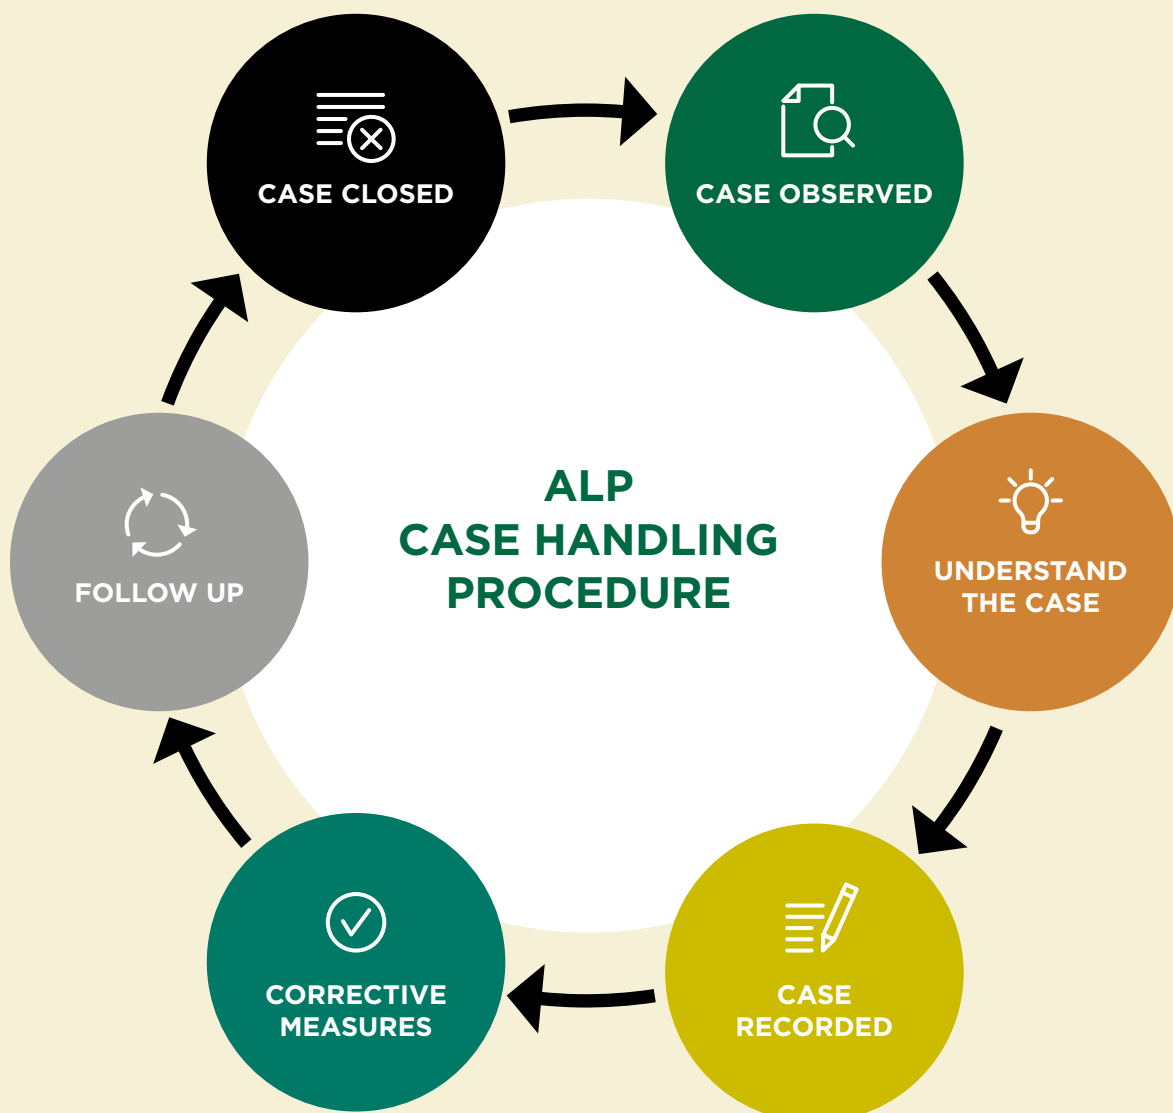 CASE CLOSED
CASE OBSERVED
ALP
CASE HANDLING
PROCEDURE
UNDERSTAND
THE CASE
FOLLOW UP
CORRECTIVE
MEASURES
CASE
RECORDED